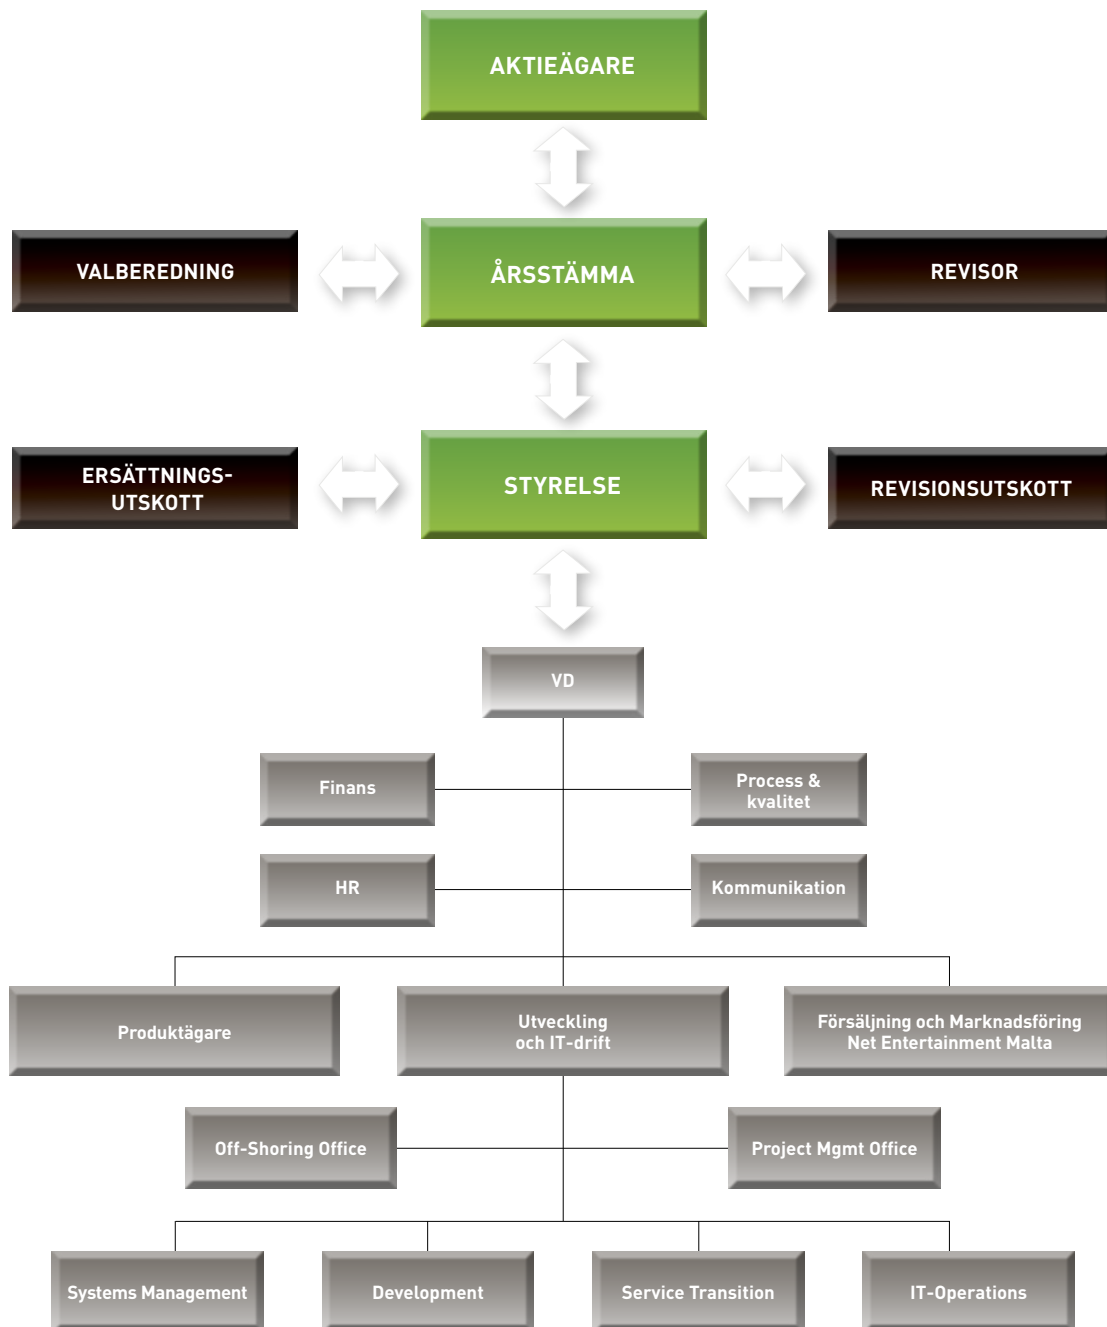 AKTIEÄGARE
VALBEREDNING
ÅRSSTÄMMA
REVISOR
ERSÄTTNINGS-
UTSKOTT
STYRELSE
REVISIONSUTSKOTT
VD
Finans
Process &
kvalitet
HR
Kommunikation
Produktägare
Utveckling
och IT-drift
Försäljning och Marknadsföring
Net Entertainment Malta
Off-Shoring Office
Project Mgmt Office
Systems Management
Development
Service Transition
IT-Operations